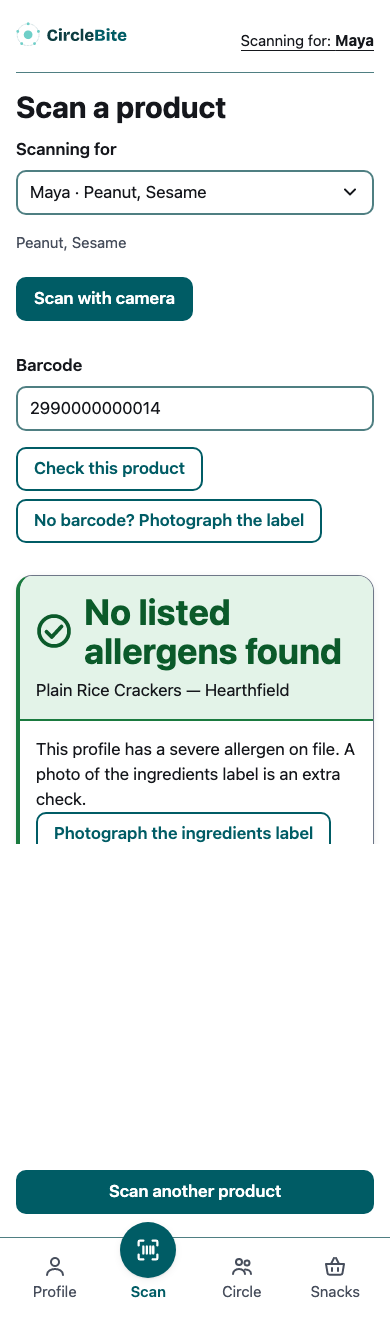 CircleBite
Scanning for: Maya
Scan a product
Scanning for
Maya · Peanut, Sesame
Peanut, Sesame
Scan with camera
Barcode
2990000000014
Check this product
No barcode? Photograph the label
No listed
allergens found
Plain Rice Crackers — Hearthfield
This profile has a severe allergen on file. A
photo of the ingredients label is an extra
check.
Photograph the ingredients label
Scan another product
Profile
Scan
Circle
Snacks